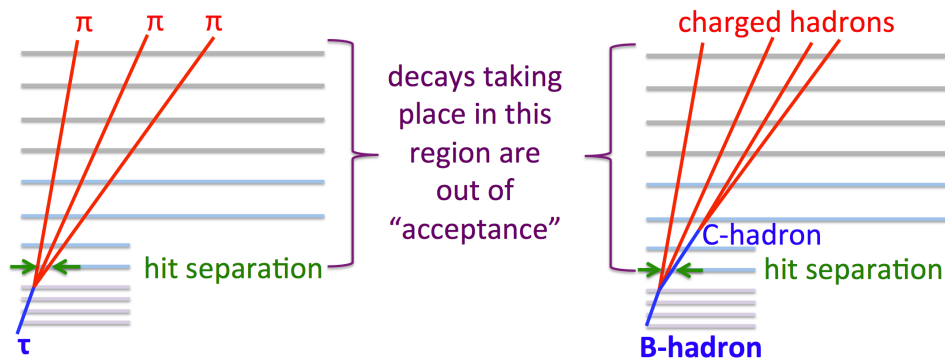 π π π
charged hadrons
decays taking
place in this
region are
out of
“acceptance”
hit separation
τ
C-hadron
hit separation
B-hadron